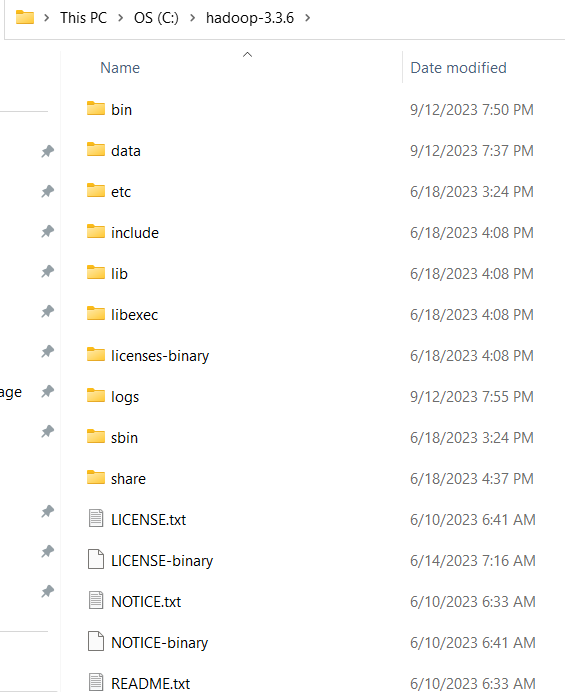 This PC > OS (C:) > hadoop-3.3.6 >
Name Date modified
bin 9/12/2023 7:50 PM
data 9/12/2023 7:37 PM
etc 6/18/2023 3:24 PM
include 6/18/2023 4:08 PM
lib 6/18/2023 4:08 PM
libexec 6/18/2023 4:08 PM
licenses-binary 6/18/2023 4:08 PM
age logs 9/12/2023 7:55 PM
sbin 6/18/2023 3:24 PM
share 6/18/2023 4:37 PM
LICENSE.txt 6/10/2023 6:41 AM
LICENSE-binary 6/14/2023 7:16 AM
NOTICE.txt 6/10/2023 6:33 AM
NOTICE-binary 6/10/2023 6:41 AM
README.txt 6/10/2023 6:33 AM